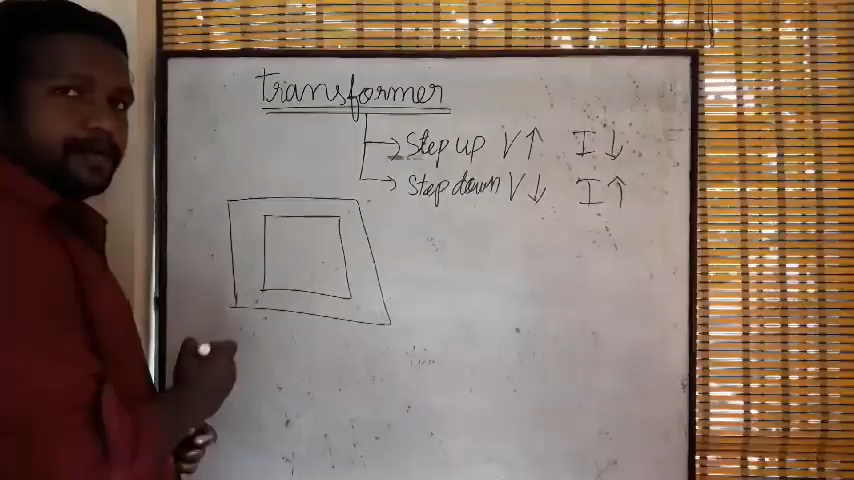 Transformer
Step up V↑ I↓
Step down V↓ I↑